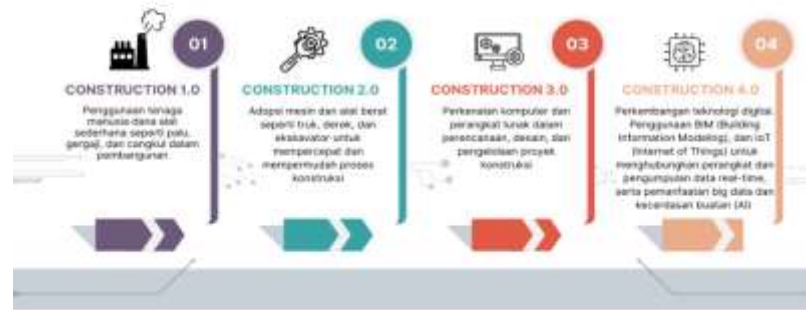 01
CONSTRUCTION 1.0
Penggunaan tenaga
manusia dana alat
sederhana seperti palu,
gergaji, dan cangkul dalam
pembangunan
02
CONSTRUCTION 2.0
Adopsi mesin dan alat berat
seperti truk, derek, dan
ekskavator untuk
mempercepat dan
mempermudah proses
konstruksi
03
CONSTRUCTION 3.0
Perkenalan komputer dan
perangkat lunak dalam
perencanaan, desain, dan
pengelolaan proyek
konstruksi
04
CONSTRUCTION 4.0
Perkembangan teknologi digital.
Penggunaan BIM (Building
Information Modeling), dan IoT
(Internet of Things) untuk
menghubungkan perangkat dan
pengumpulan data real-time,
serta pemanfaatan big data dan
kecerdasan buatan (AI)